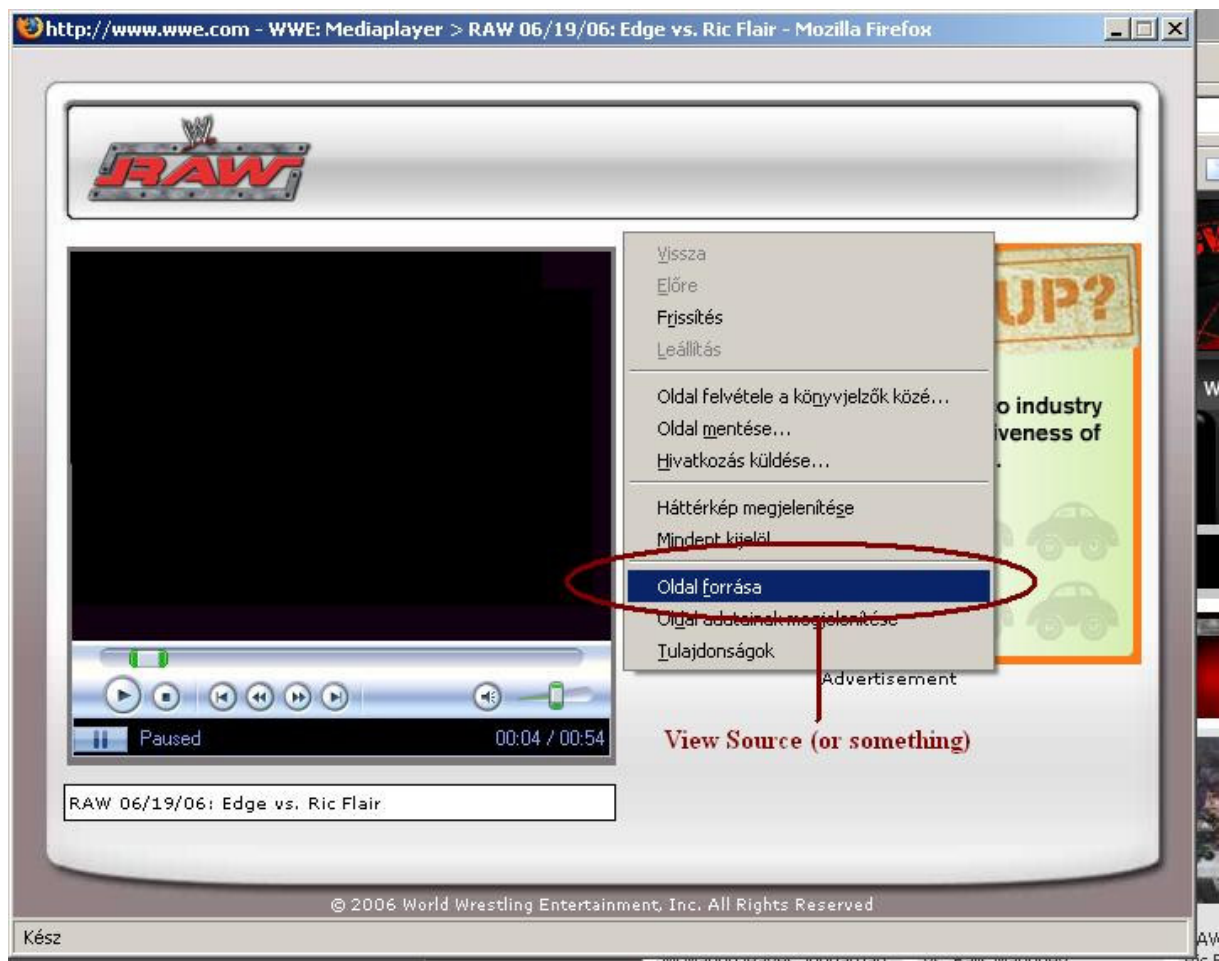 http://www.wwe.com - WWE: Mediaplayer > RAW 06/19/06: Edge vs. Ric Flair - Mozilla Firefox
W
RAW
Vissza
Előre
Frissítés
Leállítás
Oldal felvétele a könyvjelzők közé...
Oldal mentése...
Hivatkozás küldése...
Háttérkép megjelenítése
Mindent kijelöl
Oldal forrása
Oldal adatainak megjelenítése
Tulajdonságok
UP?
o industry
iveness of
.
Advertisement
View Source (or something)
Paused 00:04 / 00:54
RAW 06/19/06: Edge vs. Ric Flair
© 2006 World Wrestling Entertainment, Inc. All Rights Reserved
Kész
W